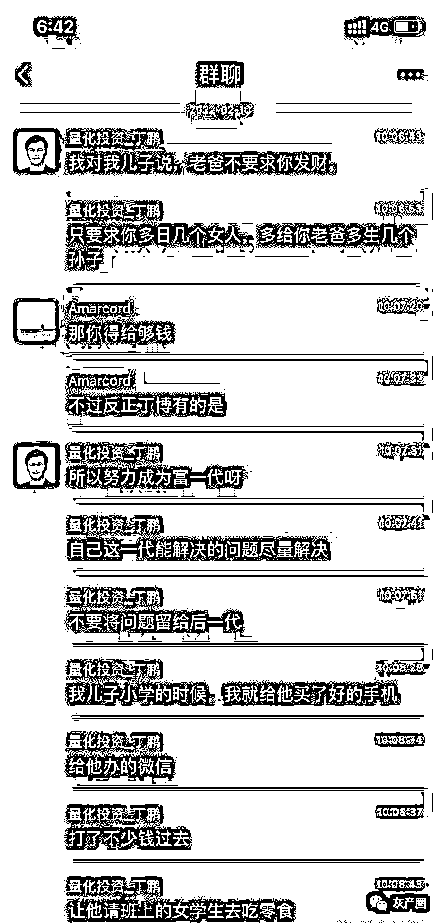 6:42
4G
群聊
量化投资-丁鹏
我对我儿子说，老爸不要求你发财，
量化投资-丁鹏
只要求你多日几个女人，多给你老爸多生几个
孙子
Amarcord
那你得给够钱
Amarcord
不过反正丁博有的是
量化投资-丁鹏
所以努力成为富一代呀
量化投资-丁鹏
自己这一代能解决的问题尽量解决
量化投资-丁鹏
不要将问题留给后一代
量化投资-丁鹏
我儿子小学的时候，我就给他买了好的手机
量化投资-丁鹏
给他办的微信
量化投资-丁鹏
打了不少钱过去
量化投资-丁鹏
让他请班上的女学生去吃零食
灰产圈